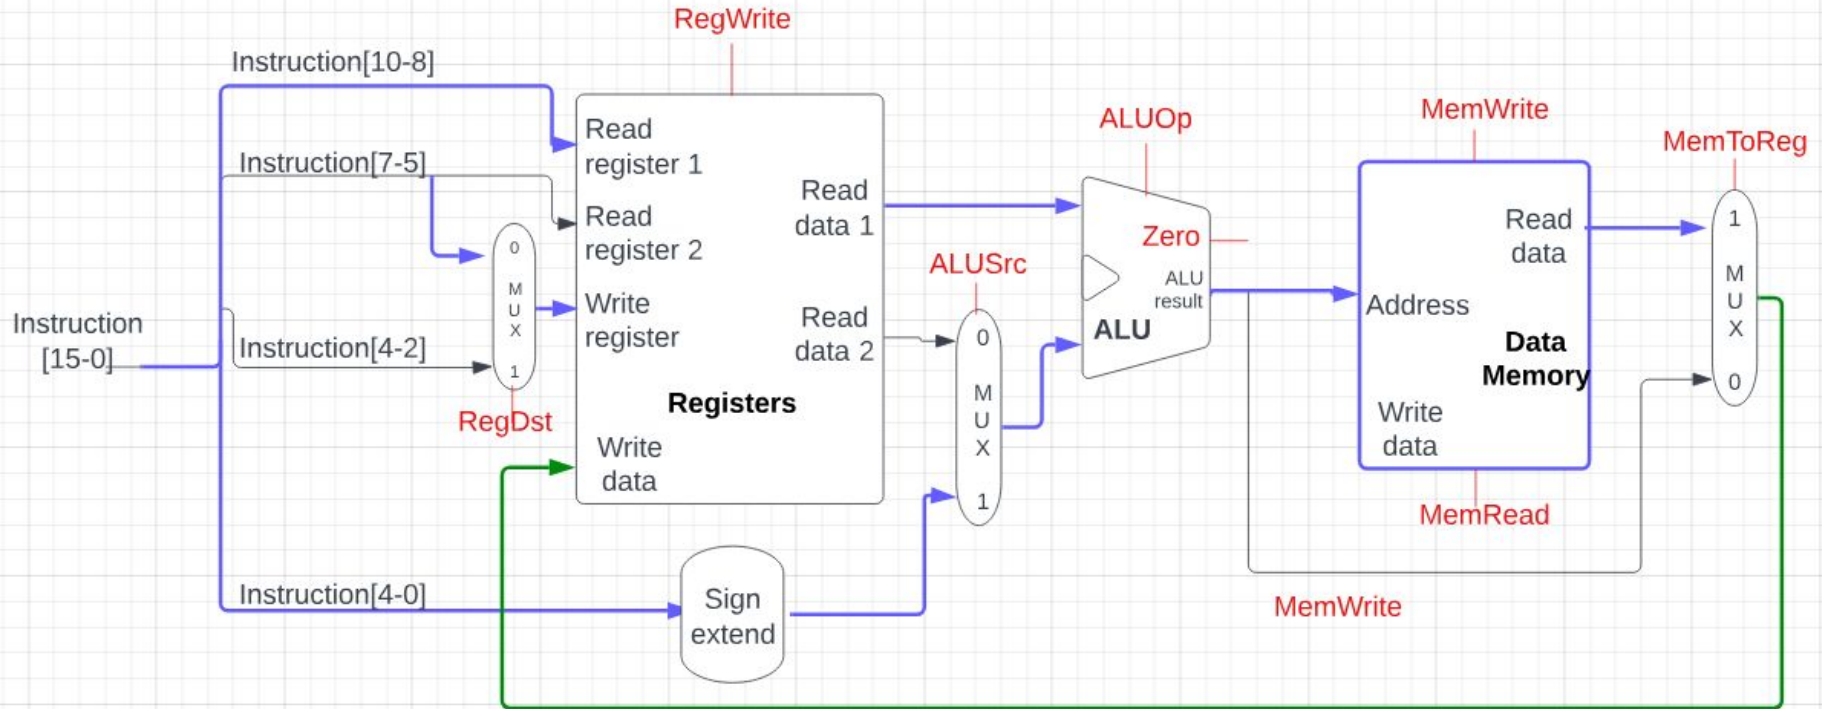 RegWrite
Instruction[10-8]
Instruction[7-5]
Instruction
[15-0]
Instruction[4-2]
Instruction[4-0]
0
M
U
X
1
RegDst
Read
register 1
Read
register 2
Write
register
Write
data
Read
data 1
Read
data 2
Registers
Sign
extend
ALUSrc
0
M
U
X
1
ALUOp
Zero
ALU
result
ALU
MemWrite
Address
Read
data
Data
Memory
Write
data
MemRead
MemWrite
MemToReg
1
M
U
X
0